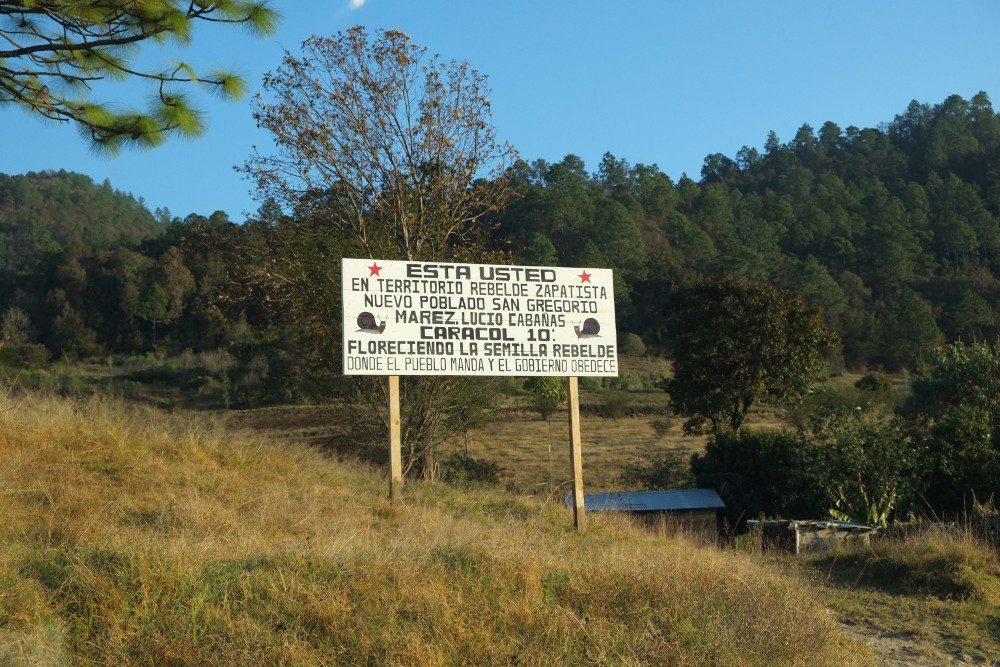 ESTA USTED
EN TERRITORIO REBELDE ZAPATISTA
NUEVO POBLADO SAN GREGORIO
MAREZ. LUCIO CABAÑAS
CARACOL 10:
FLORECIENDO LA SEMILLA REBELDE
DONDE EL PUEBLO MANDA Y EL GOBIERNO OBEDECE